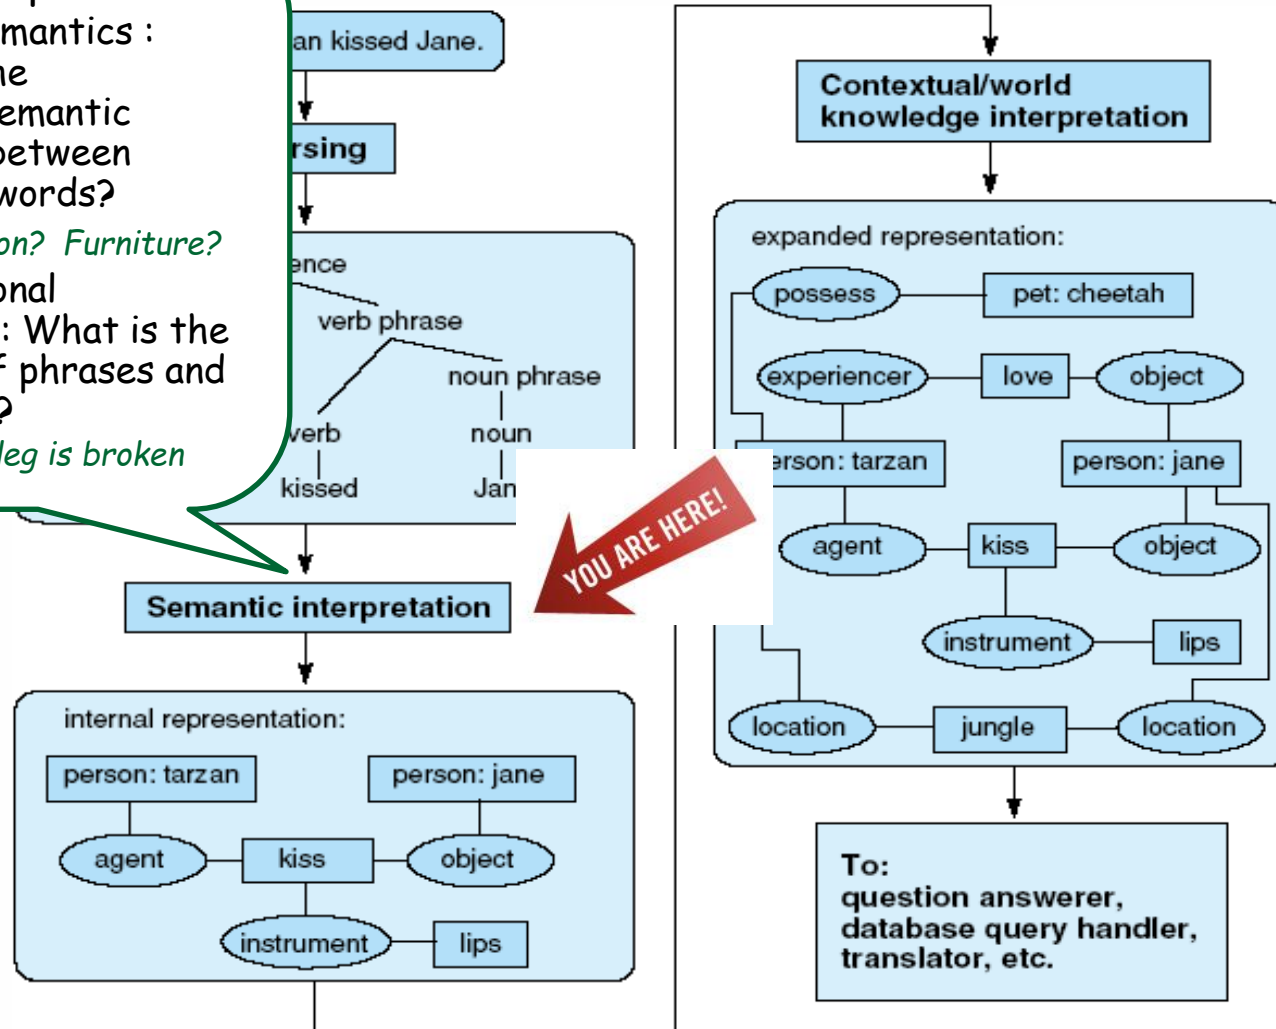 mantics :
emantic
between
words?
on? Furniture?
onal
: What is the
f phrases and
?
leg is broken
an kissed Jane.
rsing
ence
verb phrase
noun phrase
verb
noun
kissed
Jan
YOU ARE HERE!
Semantic interpretation
internal representation:
person: tarzan
person: jane
agent
kiss
object
instrument
lips
Contextual/world
knowledge interpretation
expanded representation:
possess
pet: cheetah
experiencer
love
object
erson: tarzan
person: jane
agent
kiss
object
instrument
lips
location
jungle
location
To:
question answerer,
database query handler,
translator, etc.